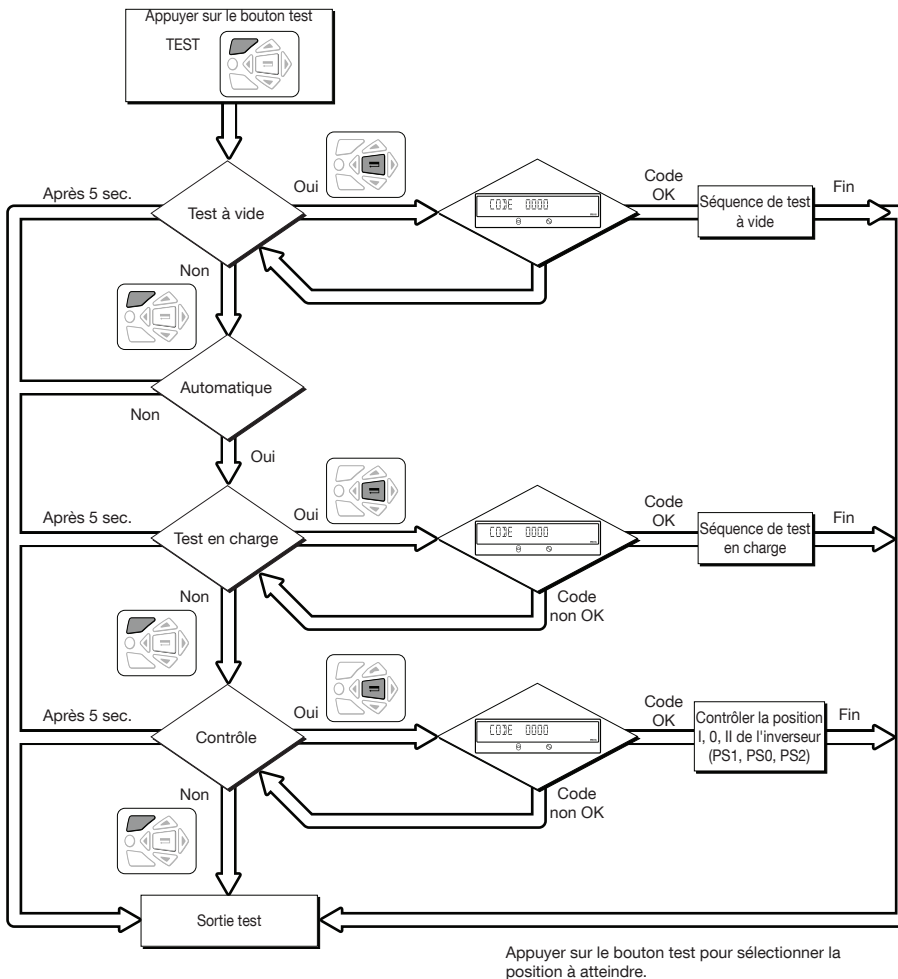 Appuyer sur le bouton test
TEST
Après 5 sec.
Test à vide
Oui
CODE 0000
Code
OK
Séquence de test
à vide
Fin
Non
Automatique
Non
Oui
Après 5 sec.
Test en charge
Oui
CODE 0000
Code
OK
Séquence de test
en charge
Fin
Non
Code
non OK
Après 5 sec.
Contrôle
Oui
CODE 0000
Code
OK
Contrôler la position
I, 0, II de l'inverseur
(PS1, PS0, PS2)
Fin
Non
Code
non OK
Sortie test
Appuyer sur le bouton test pour sélectionner la
position à atteindre.